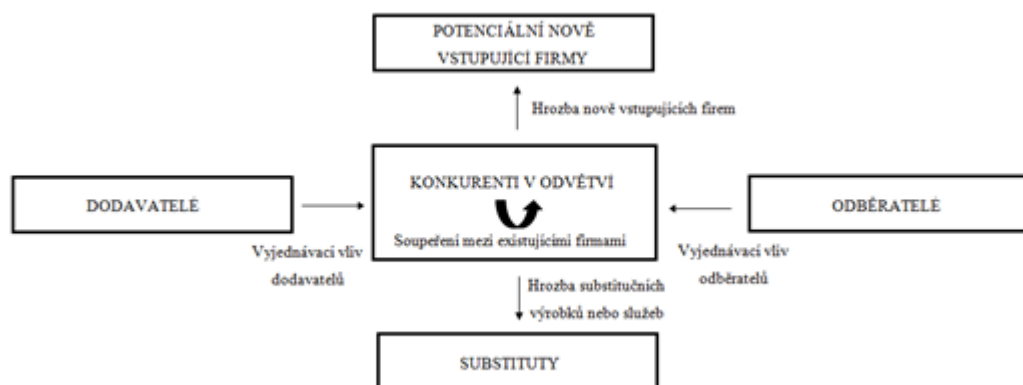 POTENCIÁLNÍ NOVĚ
VSTUPUJÍCÍ FIRMY
Hrozba nově vstupujících firem
KONKURENTI V ODVĚTVÍ
Soupeření mezi existujícími firmami
DODAVATELÉ
Vyjednávací vliv
dodavatelů
ODBĚRATELÉ
Vyjednávací vliv
odběratelů
Hrozba substitučních
výrobků nebo služeb
SUBSTITUTY